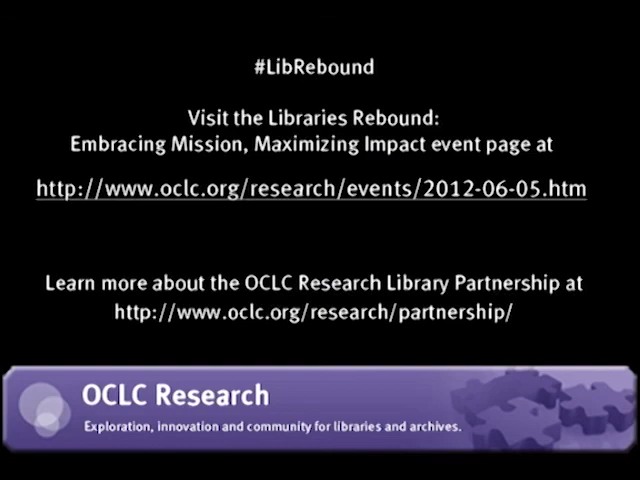 #LibRebound
Visit the Libraries Rebound:
Embracing Mission, Maximizing Impact event page at
http://www.oclc.org/research/events/2012-06-05.htm
Learn more about the OCLC Research Library Partnership at
http://www.oclc.org/research/partnership/
OCLC Research
Exploration, innovation and community for libraries and archives.